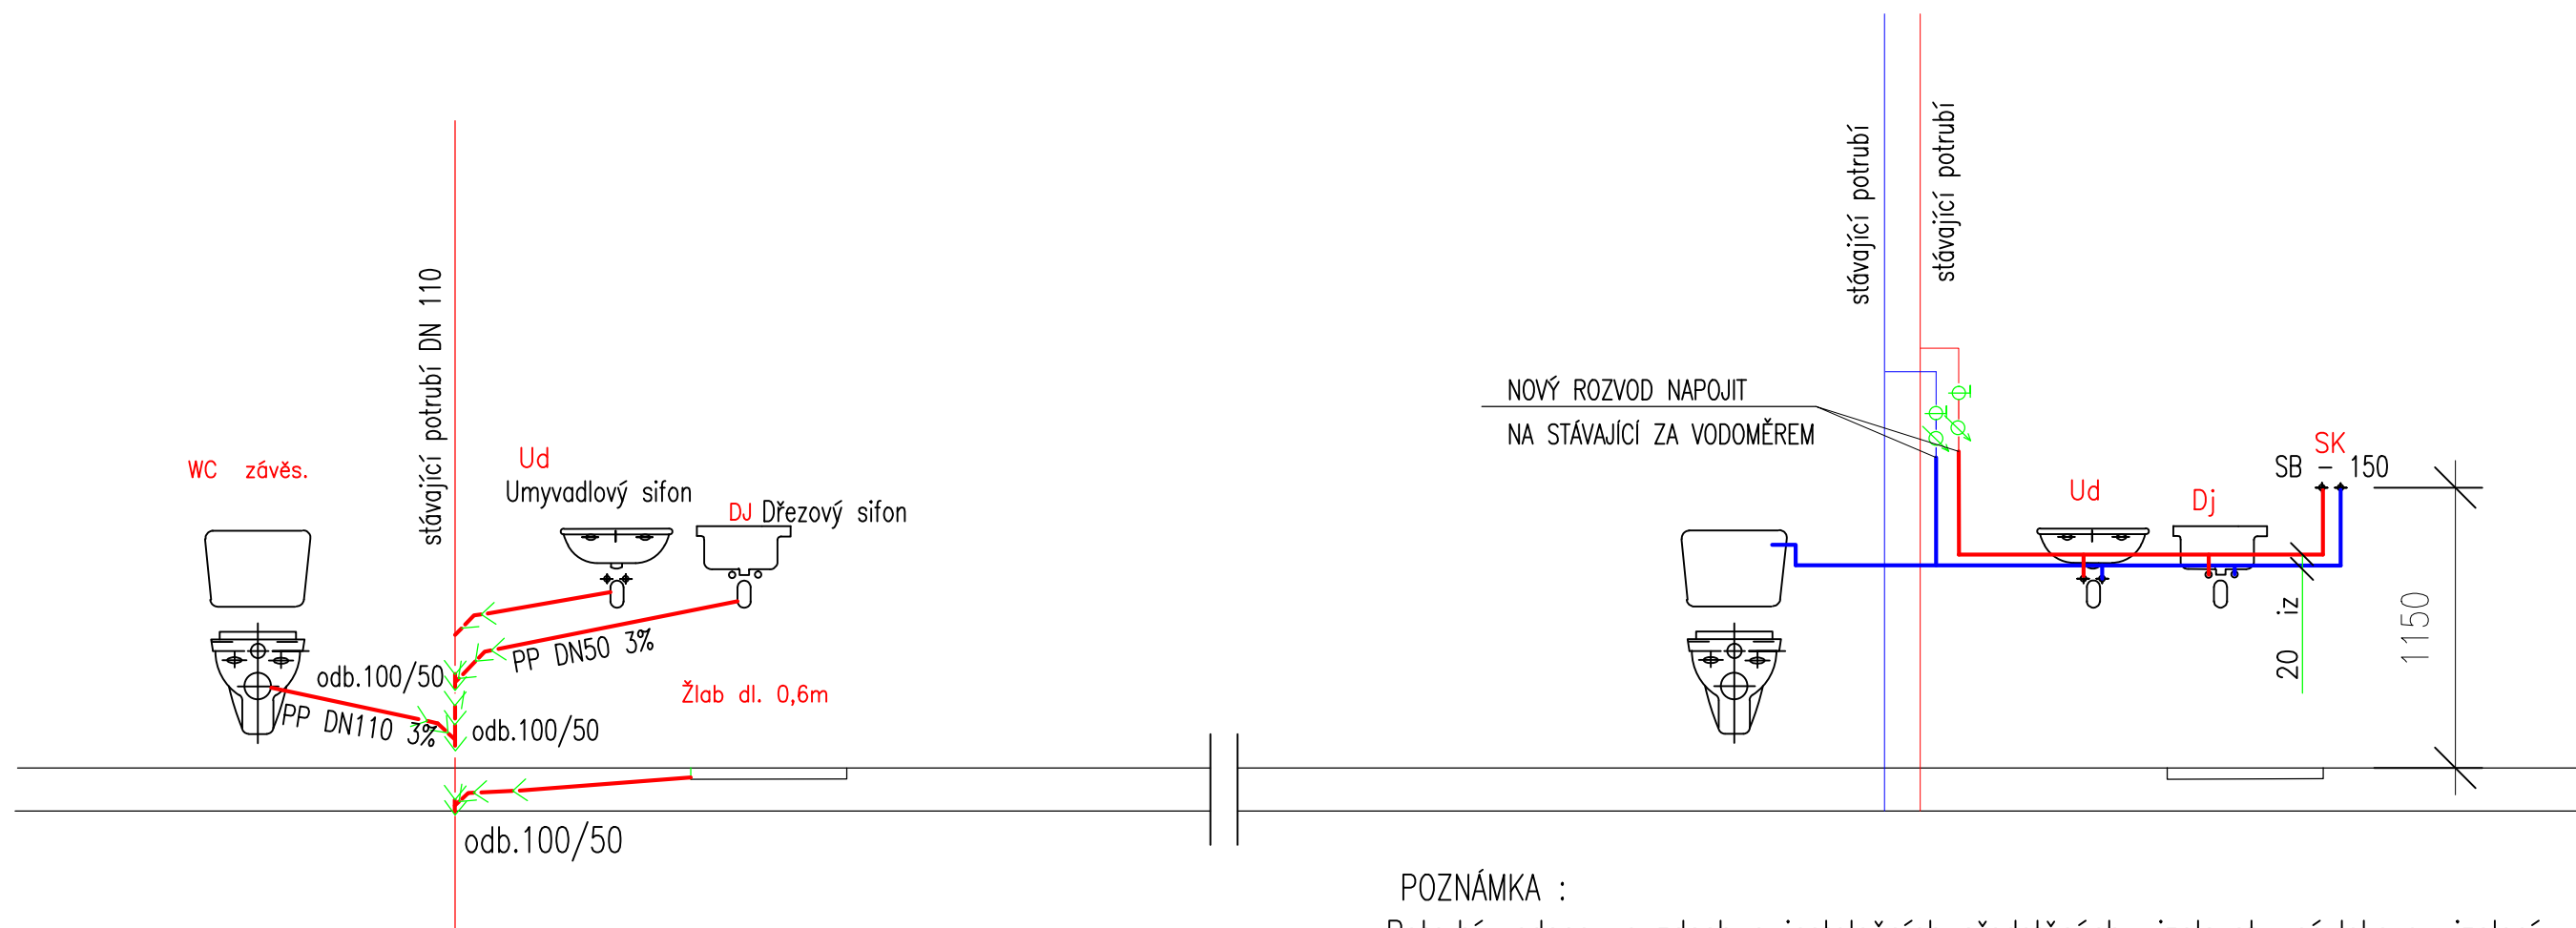 stávající potrubí DN 110
WC závěs.
Ud
Umyvadlový sifon
DJ Dřezový sifon
PP DN50 3%
odb.100/50
PP DN110 3%
odb.100/50
Žlab dl. 0,6m
odb.100/50
stávající potrubí
stávající potrubí
NOVÝ ROZVOD NAPOJIT
NA STÁVAJÍCÍ ZA VODOMĚREM
Ud
Dj
SK
SB - 150
20 iz
1150
POZNÁMKA :